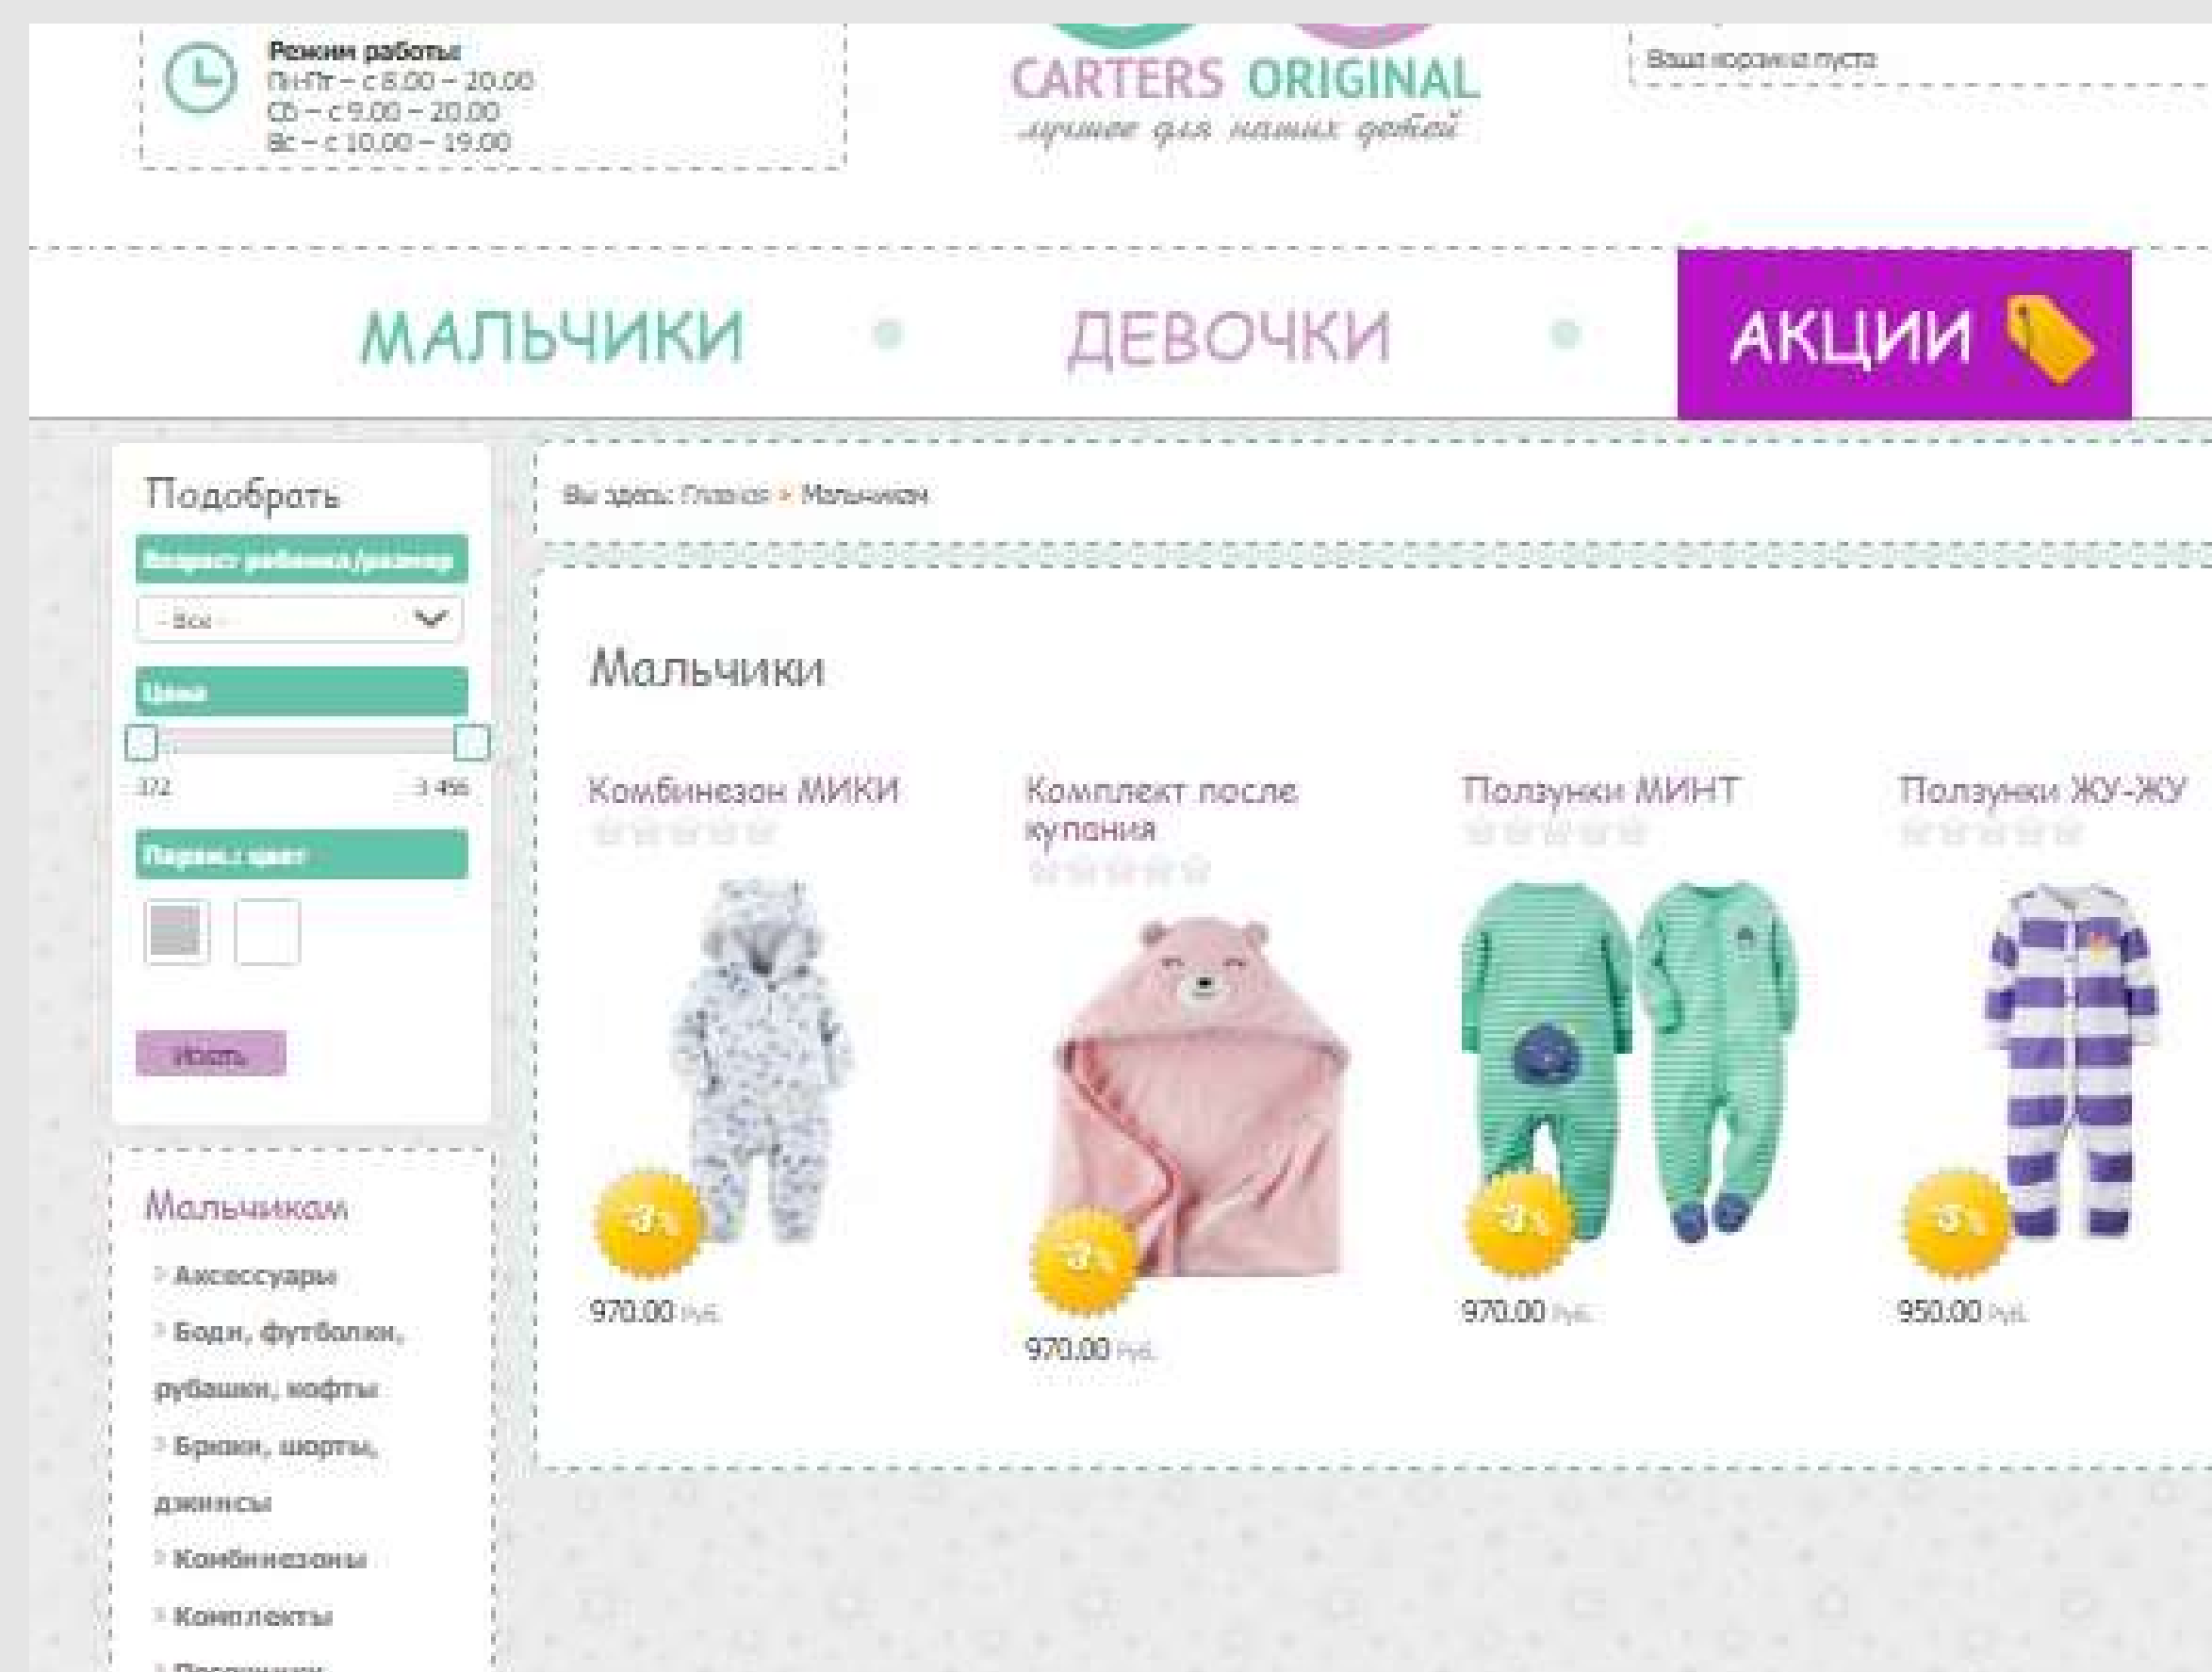 Режим работы:
Пн-Пт – с 8.00 – 20.00
Сб – с 9.00 – 20.00
Вс – с 10.00 – 19.00
CARTERS ORIGINAL
лучшее для наших детей
Ваша корзина пуста
МАЛЬЧИКИ
ДЕВОЧКИ
АКЦИИ
Подобрать
Возраст ребенка/размер
- Все -
Цена
372
3 456
цвет
Искать
Вы здесь: Главная > Мальчикам
Мальчики
Комбинезон МИКИ
Комплект после
купания
Ползунки МИНТ
Ползунки ЖУ-ЖУ
970.00 Руб.
970.00 Руб.
970.00 Руб.
950.00 Руб.
Мальчикам
Аксессуары
Боди, футболки,
рубашки, кофты
Брюки, шорты,
джинсы
Комбинезоны
Комплекты